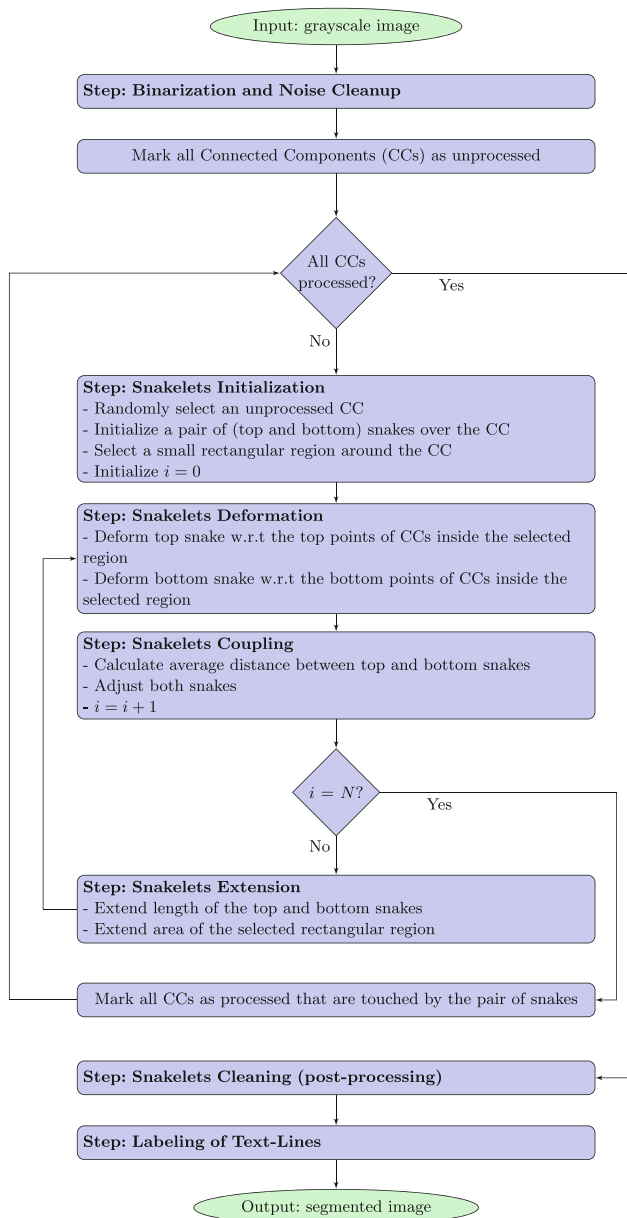 Input: grayscale image
Step: Binarization and Noise Cleanup
Mark all Connected Components (CCs) as unprocessed
All CCs
processed?
Yes
No
Step: Snakelets Initialization
- Randomly select an unprocessed CC
- Initialize a pair of (top and bottom) snakes over the CC
- Select a small rectangular region around the CC
- Initialize i = 0
Step: Snakelets Deformation
- Deform top snake w.r.t the top points of CCs inside the selected
region
- Deform bottom snake w.r.t the bottom points of CCs inside the
selected region
Step: Snakelets Coupling
- Calculate average distance between top and bottom snakes
- Adjust both snakes
- i = i + 1
i = N?
Yes
No
Step: Snakelets Extension
- Extend length of the top and bottom snakes
- Extend area of the selected rectangular region
Mark all CCs as processed that are touched by the pair of snakes
Step: Snakelets Cleaning (post-processing)
Step: Labeling of Text-Lines
Output: segmented image